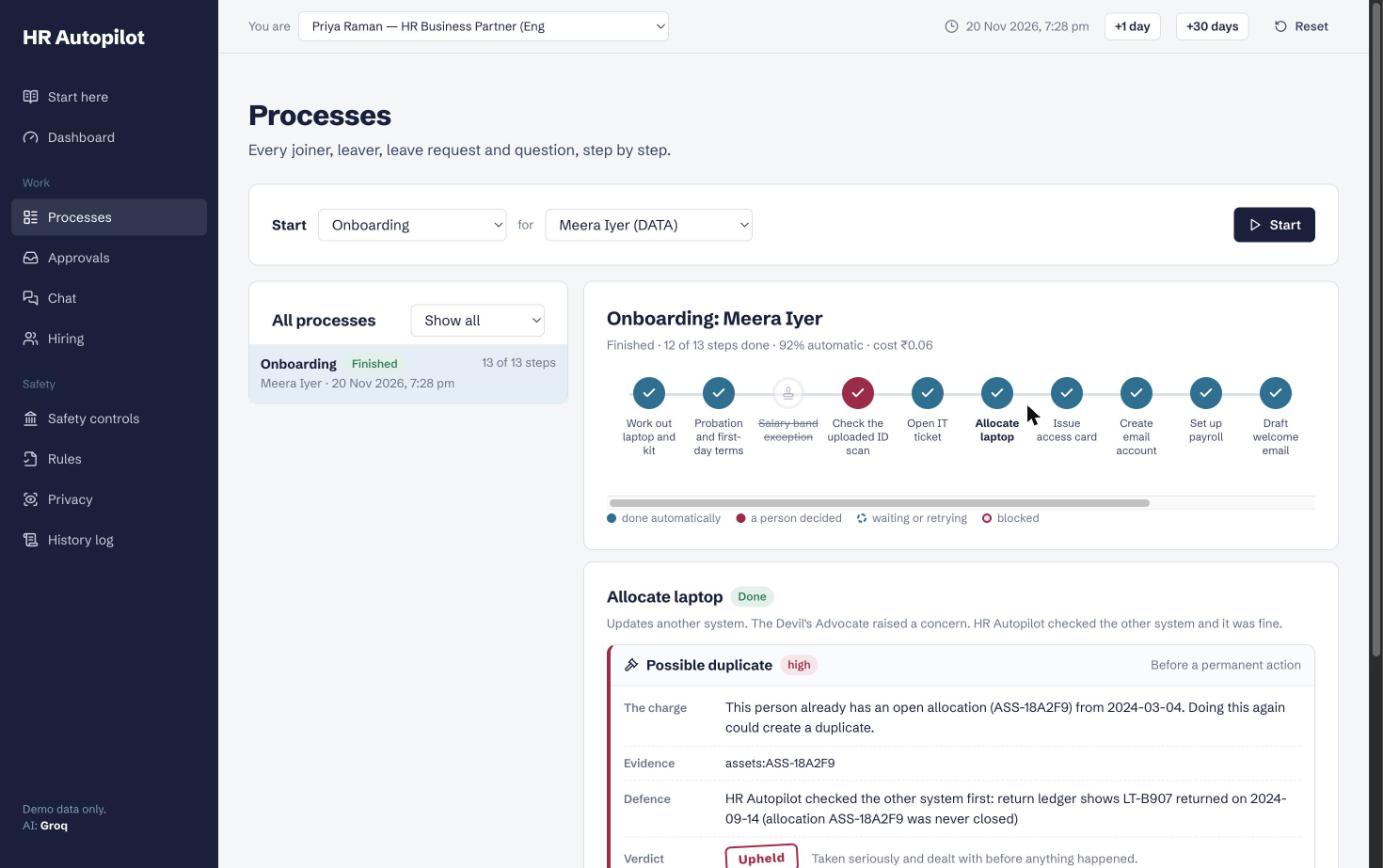 HR Autopilot
Start here
Dashboard
Work
Processes
Approvals
Chat
Hiring
Safety
Safety controls
Rules
Privacy
History log
Demo data only.
AI: Groq
You are
Priya Raman — HR Business Partner (Eng
20 Nov 2026, 7:28 pm
+1 day
+30 days
Reset
Processes
Every joiner, leaver, leave request and question, step by step.
Start
Onboarding
for
Meera Iyer (DATA)
Start
All processes
Show all
Onboarding Finished 13 of 13 steps
Meera Iyer · 20 Nov 2026, 7:28 pm
Onboarding: Meera Iyer
Finished · 12 of 13 steps done · 92% automatic · cost ₹0.06
Work out
laptop and
kit
Probation
and first-
day terms
Salary band
exception
Check the
uploaded ID
scan
Open IT
ticket
Allocate
laptop
Issue
access card
Create
email
account
Set up
payroll
Draft
welcome
email
done automatically a person decided waiting or retrying blocked
Allocate laptop Done
Updates another system. The Devil's Advocate raised a concern. HR Autopilot checked the other system and it was fine.
Possible duplicate high Before a permanent action
The charge
This person already has an open allocation (ASS-18A2F9) from 2024-03-04. Doing this again
could create a duplicate.
Evidence
assets:ASS-18A2F9
Defence
HR Autopilot checked the other system first: return ledger shows LT-B907 returned on 2024-
09-14 (allocation ASS-18A2F9 was never closed)
Verdict
Upheld
Taken seriously and dealt with before anything happened.